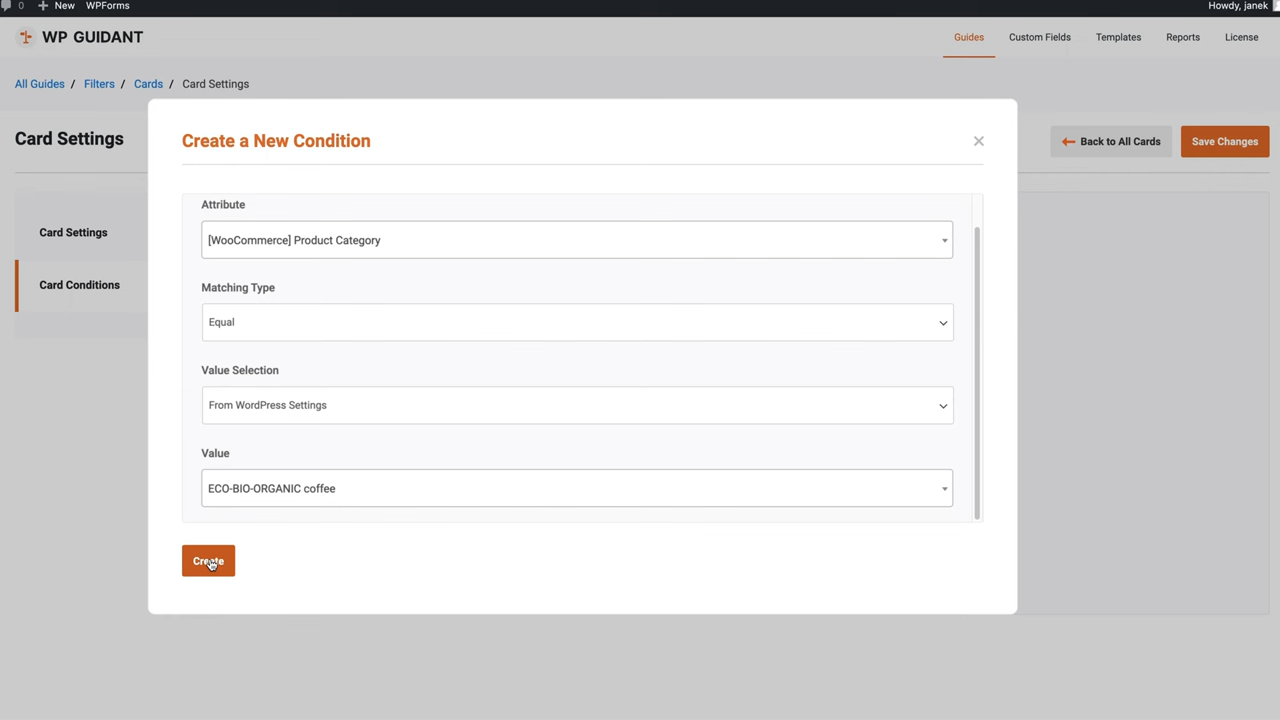 0 New WPForms Howdy, janek
WP GUIDANT Guides Custom Fields Templates Reports License
All Guides / Filters / Cards / Card Settings
Card Settings
Back to All Cards Save Changes
Card Settings
Card Conditions
Create a New Condition ×
Attribute
[WooCommerce] Product Category
Matching Type
Equal
Value Selection
From WordPress Settings
Value
ECO-BIO-ORGANIC coffee
Create